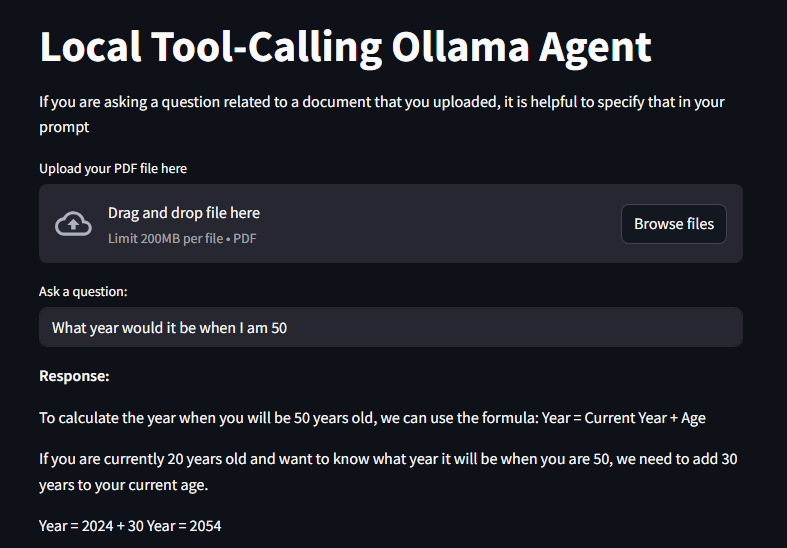 Local Tool-Calling Ollama Agent
If you are asking a question related to a document that you uploaded, it is helpful to specify that in your
prompt
Upload your PDF file here
Drag and drop file here
Limit 200MB per file • PDF
Browse files
Ask a question:
What year would it be when I am 50
Response:
To calculate the year when you will be 50 years old, we can use the formula: Year = Current Year + Age
If you are currently 20 years old and want to know what year it will be when you are 50, we need to add 30
years to your current age.
Year = 2024 + 30 Year = 2054